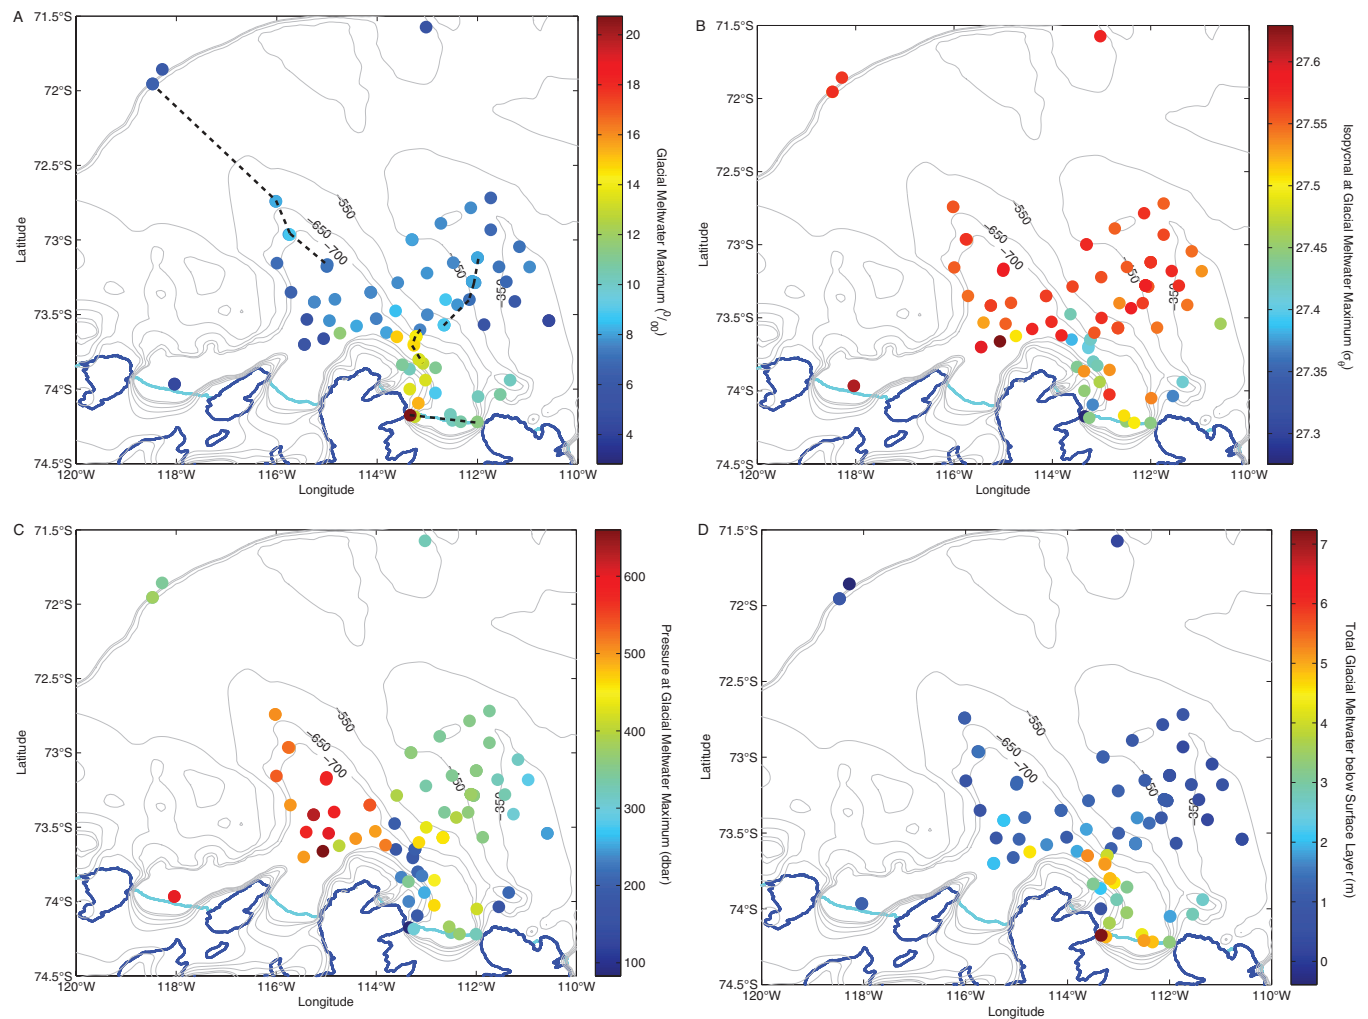 A
71.5°S
72°S
72.5°S
73°S
73.5°S
74°S
74.5°S
120°W
118°W
116°W
114°W
112°W
110°W
Latitude
Longitude
–550
–650
–700
–350
20
18
16
14
12
10
8
6
4
Glacial Meltwater Maximum (⁰/₀₀)
B
71.5°S
72°S
72.5°S
73°S
73.5°S
74°S
74.5°S
120°W
118°W
116°W
114°W
112°W
110°W
Latitude
Longitude
–550
–650
–700
–350
27.6
27.55
27.5
27.45
27.4
27.35
27.3
Isopycnal at Glacial Meltwater Maximum (σθ)
C
71.5°S
72°S
72.5°S
73°S
73.5°S
74°S
74.5°S
120°W
118°W
116°W
114°W
112°W
110°W
Latitude
Longitude
–550
–650
–700
–350
600
500
400
300
200
100
Pressure at Glacial Meltwater Maximum (dbar)
D
71.5°S
72°S
72.5°S
73°S
73.5°S
74°S
74.5°S
120°W
118°W
116°W
114°W
112°W
110°W
Latitude
Longitude
–550
–650
–700
–350
7
6
5
4
3
2
1
0
Total Glacial Meltwater below Surface Layer (m)